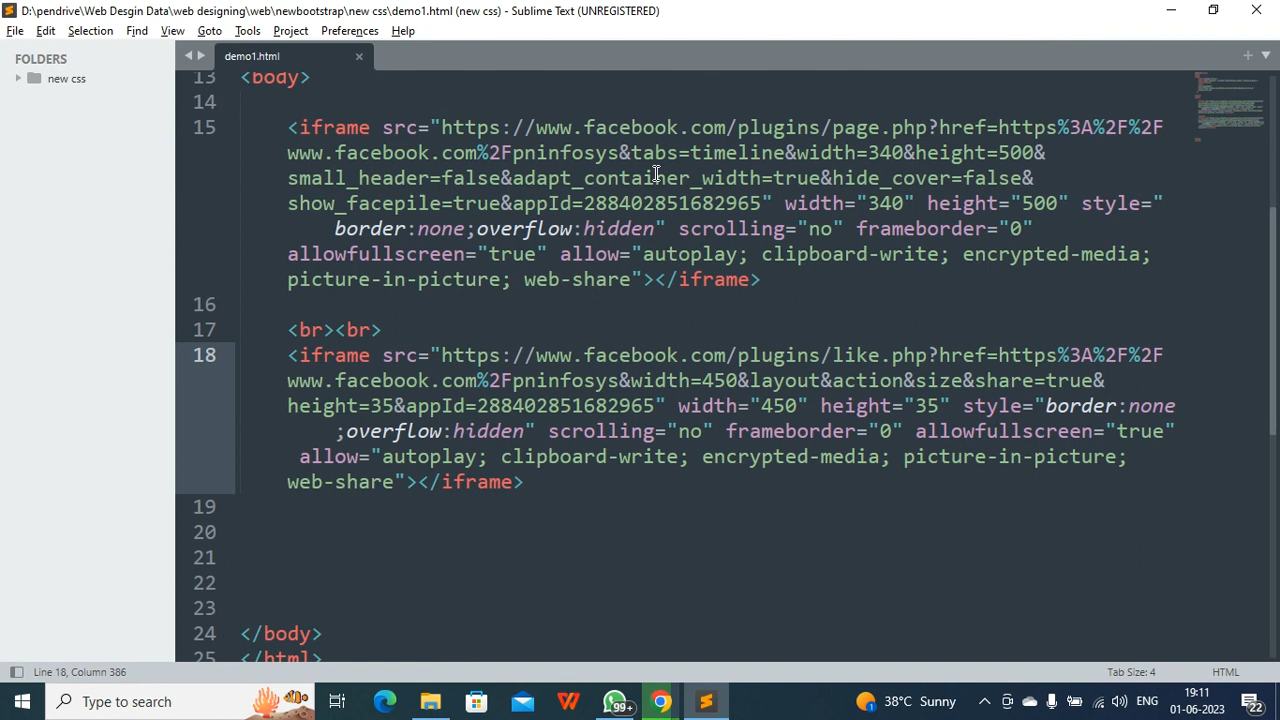 D:\pendrive\Web Desgin Data\web designing\web\newbootstrap\new css\demo1.html (new css) - Sublime Text (UNREGISTERED)
File Edit Selection Find View Goto Tools Project Preferences Help
FOLDERS
new css
demo1.html
13 <body>
14
15 <iframe src="https://www.facebook.com/plugins/page.php?href=https%3A%2F%2F
www.facebook.com%2Fpninfosys&tabs=timeline&width=340&height=500&
small_header=false&adapt_container_width=true&hide_cover=false&
show_facepile=true&appId=288402851682965" width="340" height="500" style="
border:none;overflow:hidden" scrolling="no" frameborder="0"
allowfullscreen="true" allow="autoplay; clipboard-write; encrypted-media;
picture-in-picture; web-share"></iframe>
16
17 <br><br>
18 <iframe src="https://www.facebook.com/plugins/like.php?href=https%3A%2F%2F
www.facebook.com%2Fpninfosys&width=450&layout&action&size&share=true&
height=35&appId=288402851682965" width="450" height="35" style="border:none
;overflow:hidden" scrolling="no" frameborder="0" allowfullscreen="true"
allow="autoplay; clipboard-write; encrypted-media; picture-in-picture;
web-share"></iframe>
19
20
21
22
23
24 </body>
25 </html>
Line 18, Column 386
Tab Size: 4
HTML
Type to search
99+
38°C Sunny
ENG
19:11
01-06-2023
22